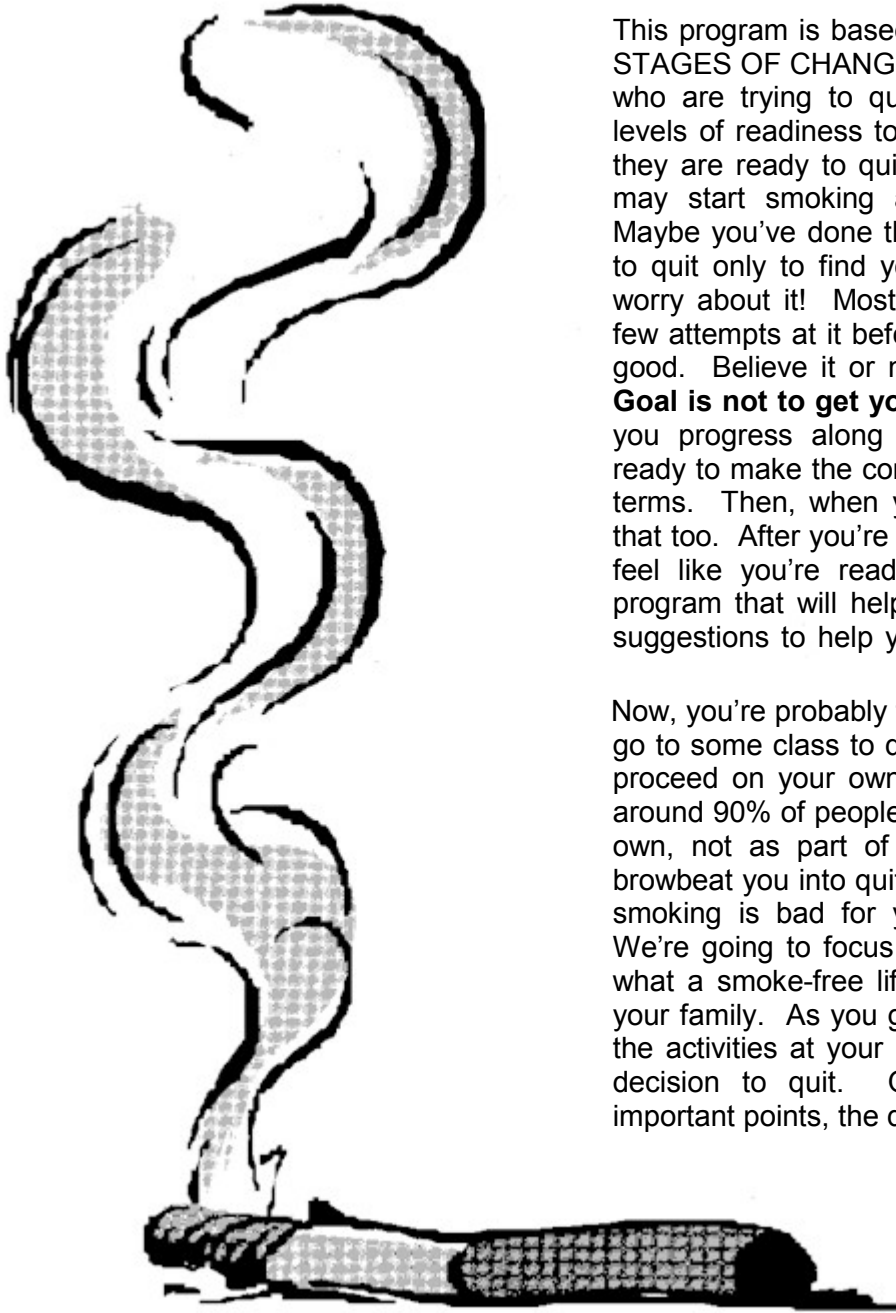 This program is base
STAGES OF CHANG
who are trying to qu
levels of readiness to
they are ready to qui
may start smoking
Maybe you've done th
to quit only to find y
worry about it! Most
few attempts at it befo
good. Believe it or n
Goal is not to get yo
you progress along
ready to make the co
terms. Then, when y
that too. After you're
feel like you're read
program that will help
suggestions to help y
Now, you're probably
go to some class to
proceed on your own
around 90% of people
own, not as part of
browbeat you into qui
smoking is bad for y
We're going to focus
what a smoke-free lif
your family. As you g
the activities at your
decision to quit.
important points, the